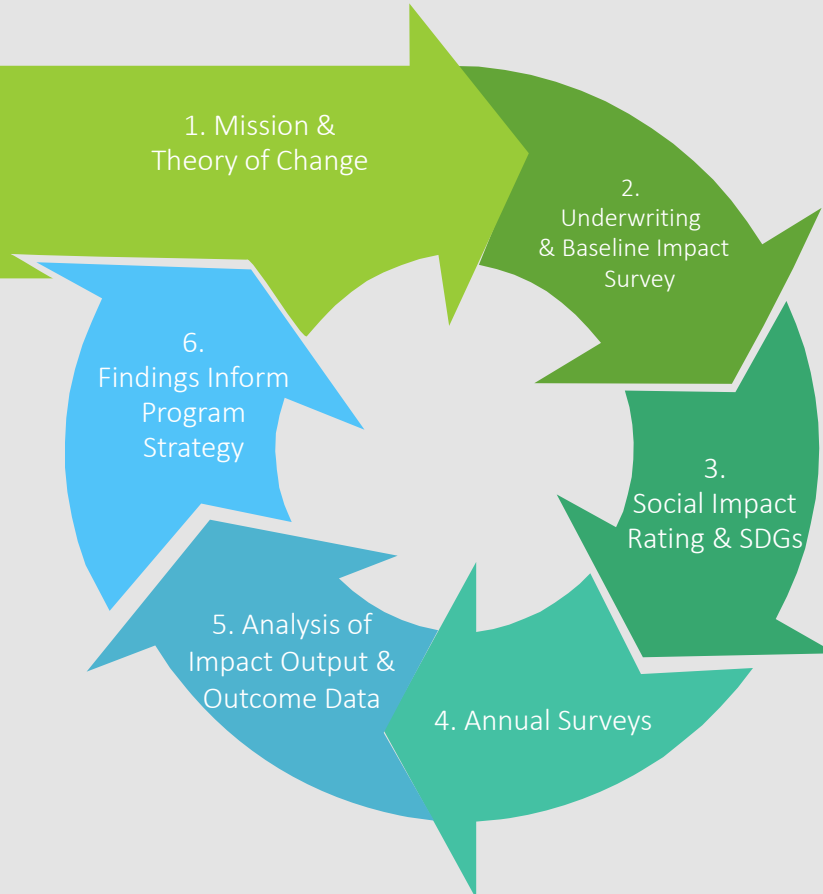 1. Mission &
Theory of Change
2.
Underwriting
& Baseline Impact
Survey
3.
Social Impact
Rating & SDGs
4. Annual Surveys
5. Analysis of
Impact Output &
Outcome Data
6.
Findings Inform
Program
Strategy